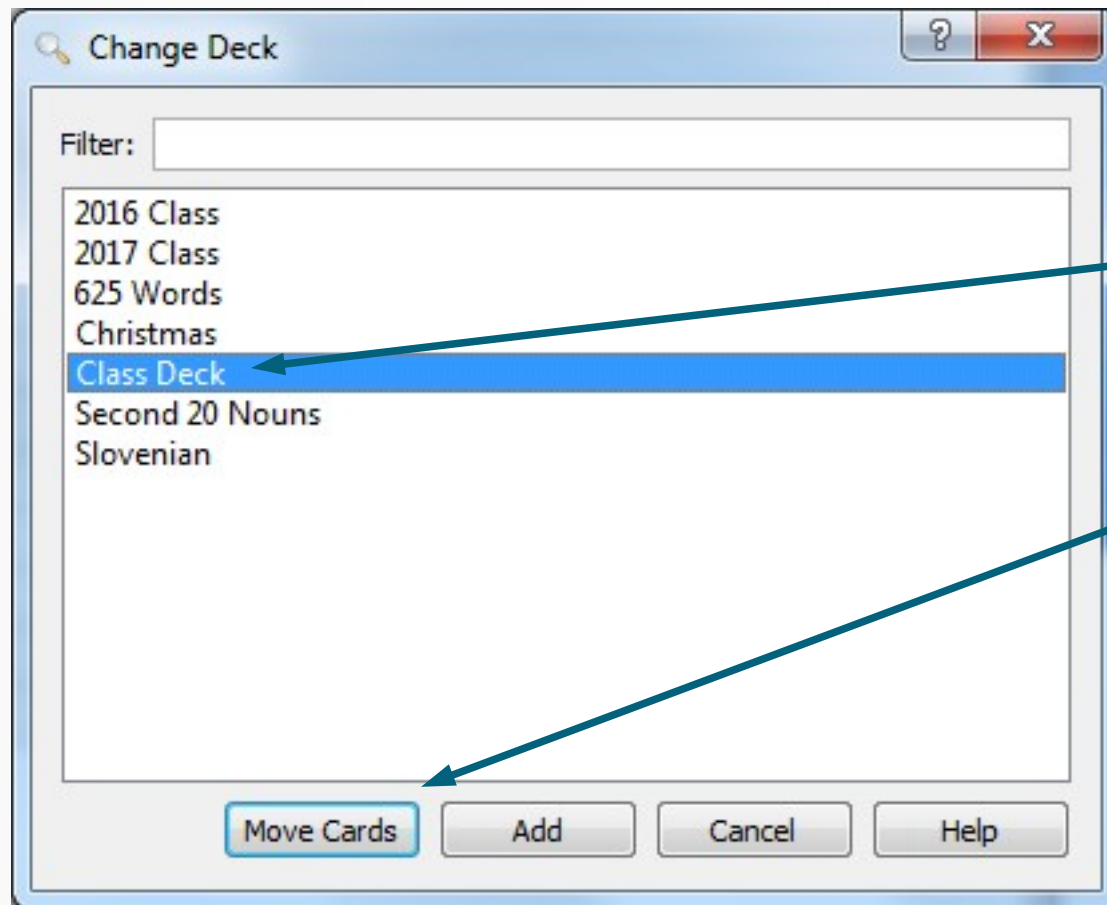 Change Deck
Filter:
2016 Class
2017 Class
625 Words
Christmas
Class Deck
Second 20 Nouns
Slovenian
Move Cards Add Cancel Help